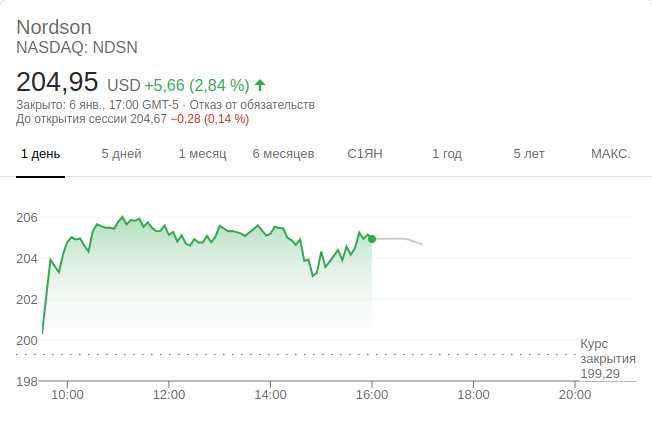 Nordson
NASDAQ: NDSN
204,95 USD +5,66 (2,84 %)
Закрыто: 6 янв., 17:00 GMT-5 · Отказ от обязательств
До открытия сессии 204,67 −0,28 (0,14 %)
1 день 5 дней 1 месяц 6 месяцев С1ЯН 1 год 5 лет МАКС.
206
204
202
200
Курс
закрытия
199,29
198
10:00 12:00 14:00 16:00 18:00 20:00